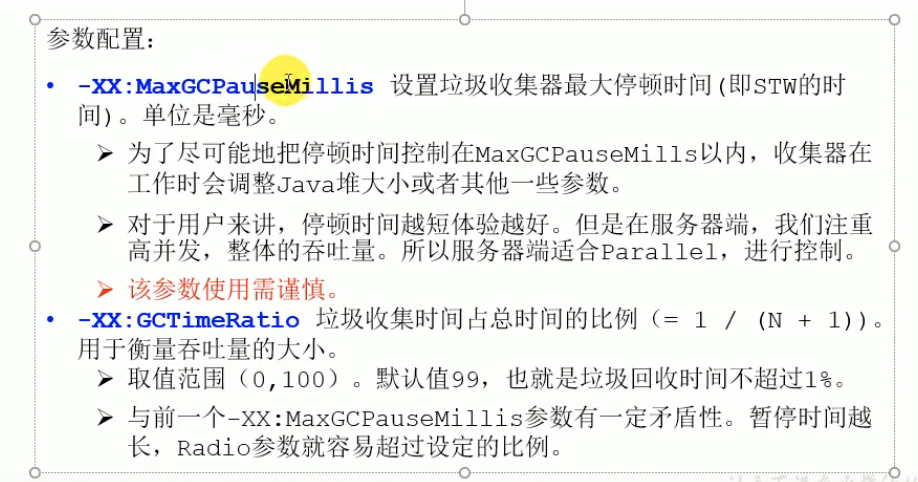 参数配置：
• -XX:MaxGCPauseMillis 设置垃圾收集器最大停顿时间(即STW的时
间)。单位是毫秒。
➢ 为了尽可能地把停顿时间控制在MaxGCPauseMills以内，收集器在
工作时会调整Java堆大小或者其他一些参数。
➢ 对于用户来讲，停顿时间越短体验越好。但是在服务器端，我们注重
高并发，整体的吞吐量。所以服务器端适合Parallel，进行控制。
➢ 该参数使用需谨慎。
• -XX:GCTimeRatio 垃圾收集时间占总时间的比例（= 1 / (N + 1)）。
用于衡量吞吐量的大小。
➢ 取值范围（0,100）。默认值99，也就是垃圾回收时间不超过1%。
➢ 与前一个-XX:MaxGCPauseMillis参数有一定矛盾性。暂停时间越
长，Radio参数就容易超过设定的比例。